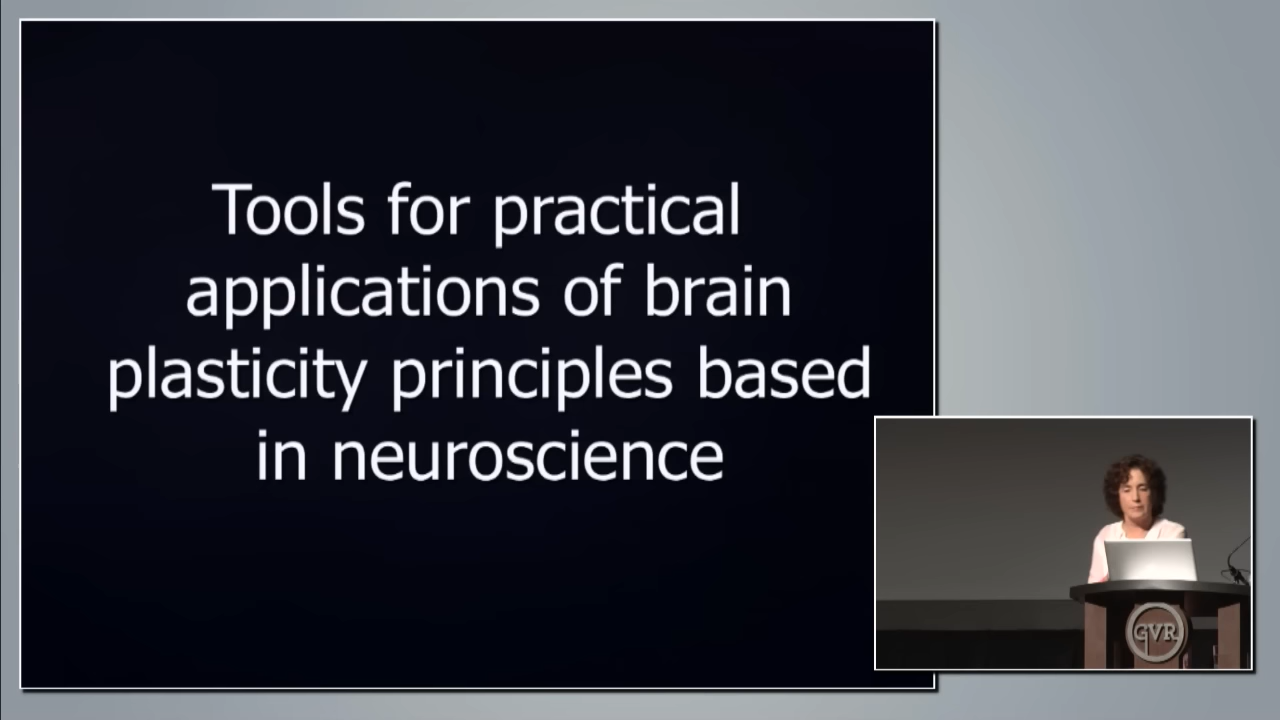 Tools for practical
applications of brain
plasticity principles based
in neuroscience
GVR